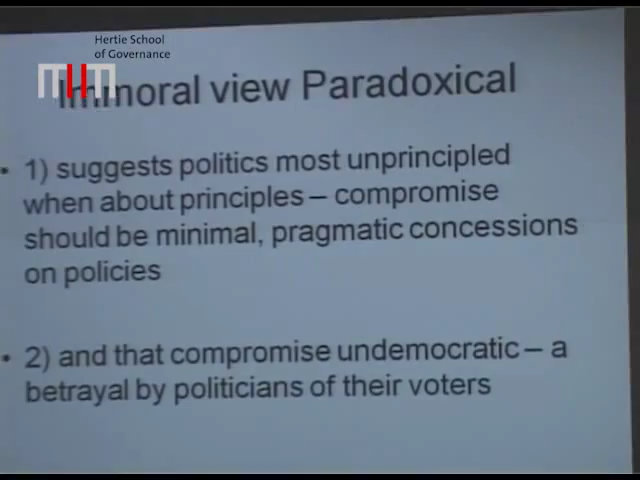 Hertie School
of Governance
Immoral view Paradoxical
• 1) suggests politics most unprincipled
when about principles – compromise
should be minimal, pragmatic concessions
on policies
• 2) and that compromise undemocratic – a
betrayal by politicians of their voters